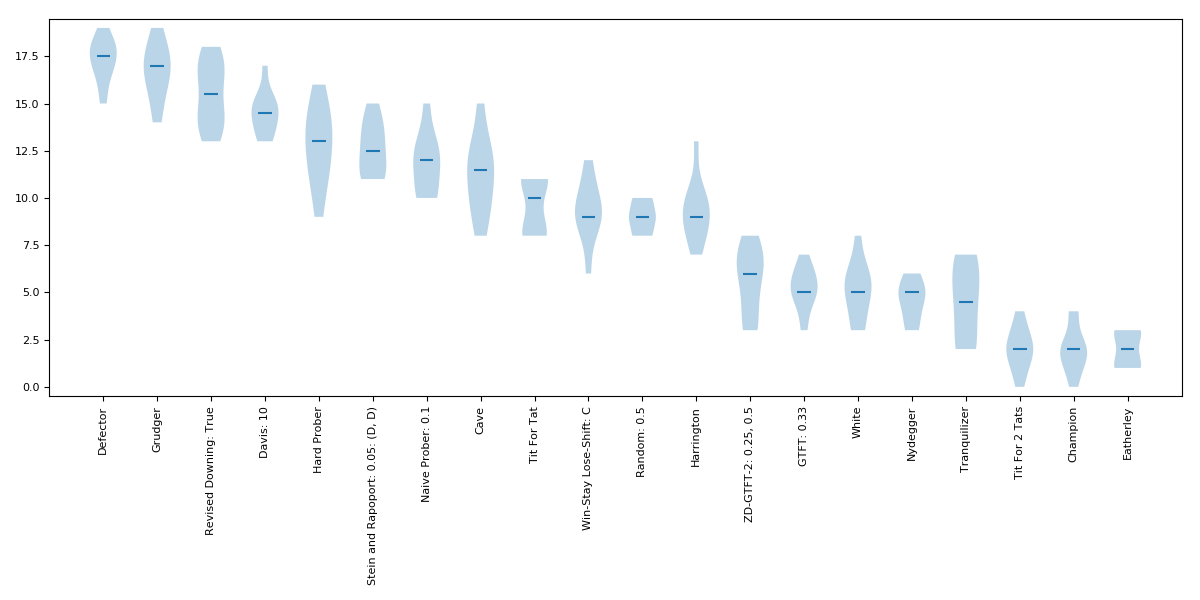 17.5
15.0
12.5
10.0
7.5
5.0
2.5
0.0
Defector
Grudger
Revised Downing: True
Davis: 10
Hard Prober
Stein and Rapoport: 0.05: (D, D)
Naive Prober: 0.1
Cave
Tit For Tat
Win-Stay Lose-Shift: C
Random: 0.5
Harrington
ZD-GTFT-2: 0.25, 0.5
GTFT: 0.33
White
Nydegger
Tranquilizer
Tit For 2 Tats
Champion
Eatherley